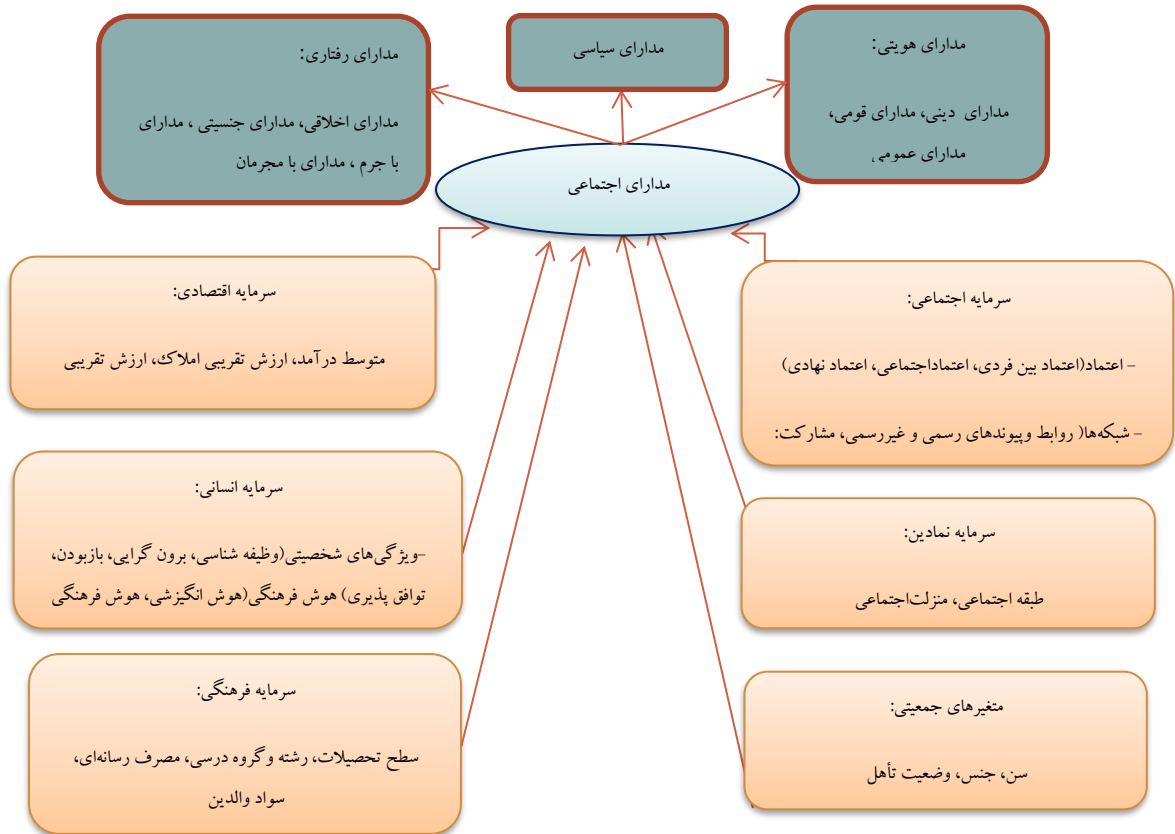 مدارای هویتی:
مدارای دینی، مدارای قومی،
مدارای عمومی
مدارای سیاسی
مدارای رفتاری:
مدارای اخلاقی، مدارای جنسیتی ، مدارای
با جرم ، مدارای با مجرمان
مدارای اجتماعی
سرمایه اجتماعی:
- اعتماد(اعتماد بین فردی، اعتماداجتماعی، اعتماد نهادی)
- شبکه‌ها( روابط وپیوندهای رسمی و غیررسمی، مشارکت:
سرمایه اقتصادی:
متوسط درآمد، ارزش تقریبی املاک، ارزش تقریبی
سرمایه نمادین:
طبقه اجتماعی، منزلت‌اجتماعی
سرمایه انسانی:
-ویژگی‌های شخصیتی(وظیفه شناسی، برون گرایی، بازبودن،
توافق پذیری) هوش فرهنگی(هوش انگیزشی، هوش فرهنگی
متغیرهای جمعیتی:
سن، جنس، وضعیت تأهل
سرمایه فرهنگی:
سطح تحصیلات، رشته وگروه درسی، مصرف رسانه‌ای،
سواد والدین